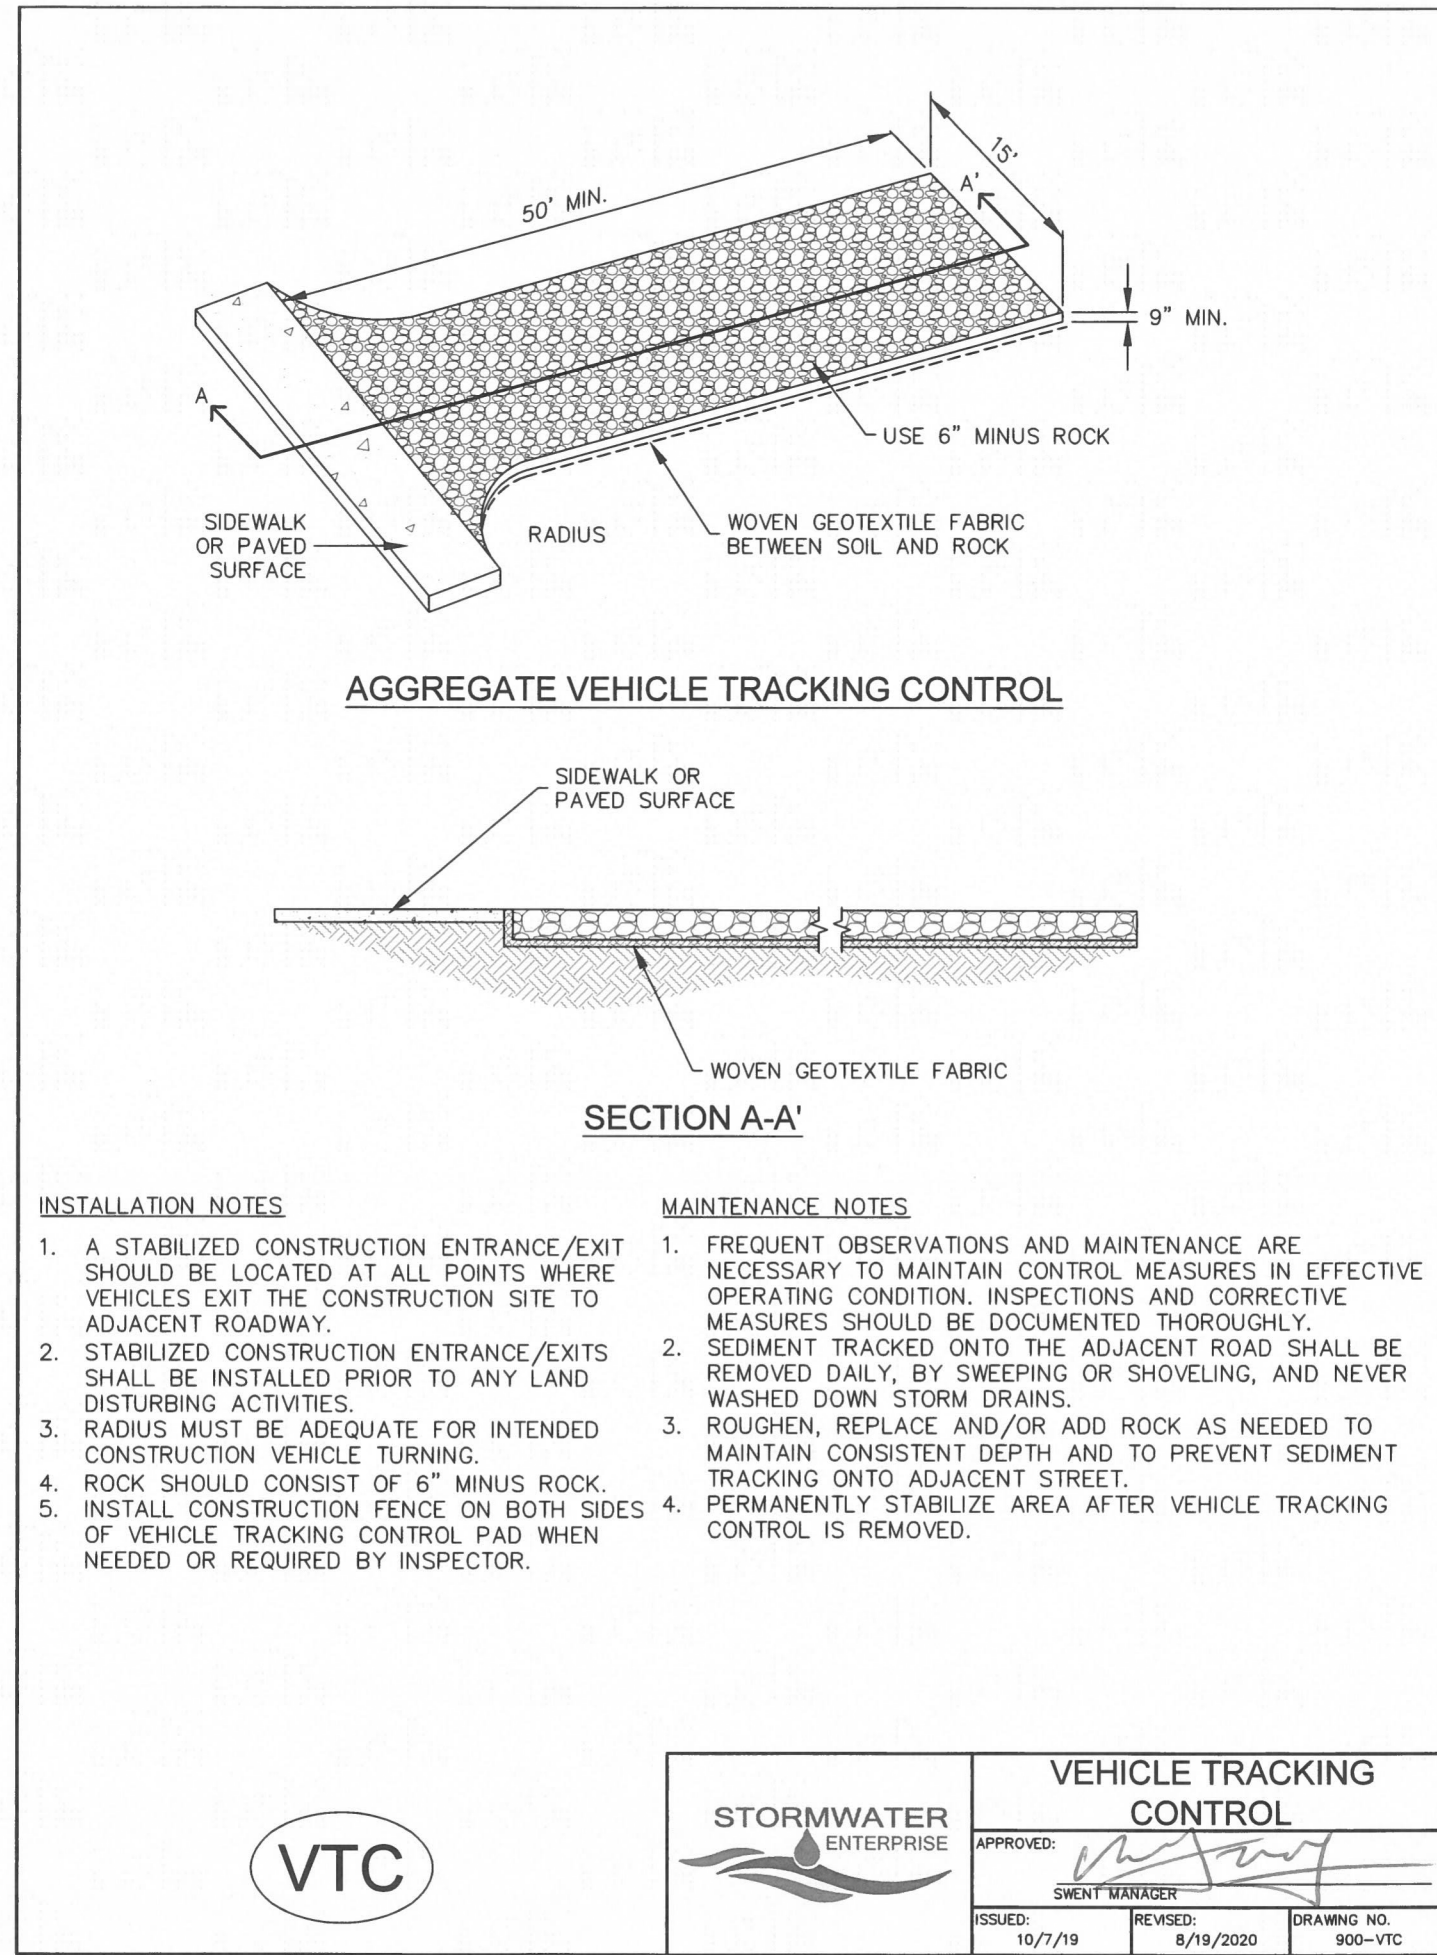 50' MIN.
15'
A'
9" MIN.
A
USE 6" MINUS ROCK
SIDEWALK
OR PAVED
SURFACE
RADIUS
WOVEN GEOTEXTILE FABRIC
BETWEEN SOIL AND ROCK
AGGREGATE VEHICLE TRACKING CONTROL
SIDEWALK OR
PAVED SURFACE
WOVEN GEOTEXTILE FABRIC
SECTION A-A'
INSTALLATION NOTES
1. A STABILIZED CONSTRUCTION ENTRANCE/EXIT
SHOULD BE LOCATED AT ALL POINTS WHERE
VEHICLES EXIT THE CONSTRUCTION SITE TO
ADJACENT ROADWAY.
2. STABILIZED CONSTRUCTION ENTRANCE/EXITS
SHALL BE INSTALLED PRIOR TO ANY LAND
DISTURBING ACTIVITIES.
3. RADIUS MUST BE ADEQUATE FOR INTENDED
CONSTRUCTION VEHICLE TURNING.
4. ROCK SHOULD CONSIST OF 6" MINUS ROCK.
5. INSTALL CONSTRUCTION FENCE ON BOTH SIDES
OF VEHICLE TRACKING CONTROL PAD WHEN
NEEDED OR REQUIRED BY INSPECTOR.
MAINTENANCE NOTES
1. FREQUENT OBSERVATIONS AND MAINTENANCE ARE
NECESSARY TO MAINTAIN CONTROL MEASURES IN EFFECTIVE
OPERATING CONDITION. INSPECTIONS AND CORRECTIVE
MEASURES SHOULD BE DOCUMENTED THOROUGHLY.
2. SEDIMENT TRACKED ONTO THE ADJACENT ROAD SHALL BE
REMOVED DAILY, BY SWEEPING OR SHOVELING, AND NEVER
WASHED DOWN STORM DRAINS.
3. ROUGHEN, REPLACE AND/OR ADD ROCK AS NEEDED TO
MAINTAIN CONSISTENT DEPTH AND TO PREVENT SEDIMENT
TRACKING ONTO ADJACENT STREET.
4. PERMANENTLY STABILIZE AREA AFTER VEHICLE TRACKING
CONTROL IS REMOVED.
VTC
STORMWATER
ENTERPRISE
VEHICLE TRACKING
CONTROL
APPROVED:
SWENT MANAGER
ISSUED:
10/7/19
REVISED:
8/19/2020
DRAWING NO.
900-VTC